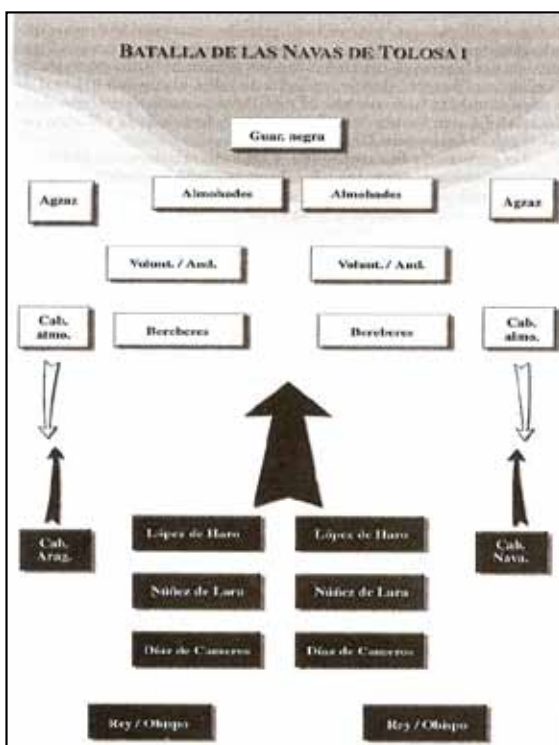 BATALLA DE LAS NAVAS DE TOLOSA I
Guar. negra
Agzaz
Almohades
Almohades
Agzaz
Volunt. / And.
Volunt. / And.
Cab.
almo.
Bereberes
Bereberes
Cab.
almo.
Cab.
Arag.
López de Haro
López de Haro
Cab.
Nava.
Núñez de Lara
Núñez de Lara
Díaz de Cameros
Díaz de Cameros
Rey / Obispo
Rey / Obispo